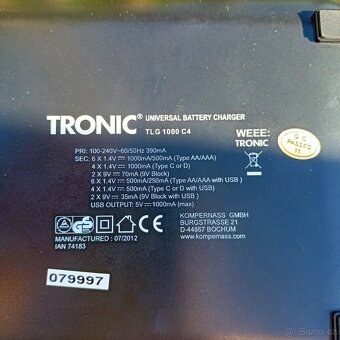 TRONIC® UNIVERSAL BATTERY CHARGER
TLG 1000 C4
WEEE:
TRONIC
Q C
PASSED
11
PRI: 100-240V~60/50Hz 390mA
SEC: 6 X 1.4V ⎓ 1000mA/500mA (Type AA/AAA)
4 X 1.4V ⎓ 1000mA (Type C or D)
2 X 9V ⎓ 70mA (9V Block)
6 X 1.4V ⎓ 500mA/250mA (Type AA/AAA with USB )
4 X 1.4V ⎓ 500mA (Type C or D with USB)
2 X 9V ⎓ 35mA (9V Block with USB)
USB OUTPUT: 5V ⎓ 1000mA (max)
KOMPERNASS GMBH
BURGSTRASSE 21
D-44867 BOCHUM
www.kompernass.com
MANUFACTURED : 07/2012
IAN 74183
079997